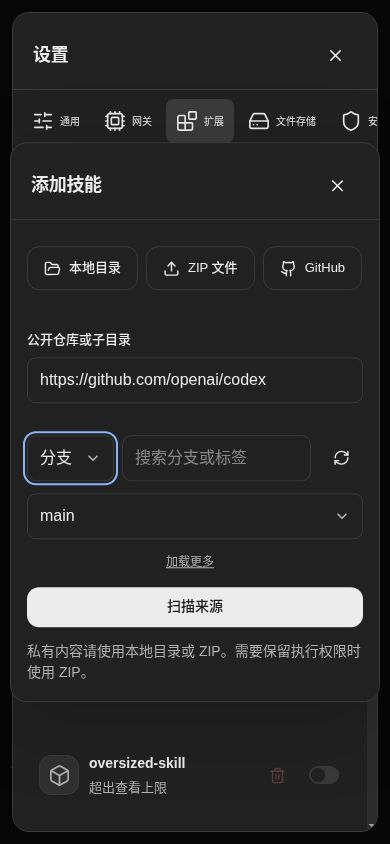 设置
通用
网关
扩展
文件存储
安
添加技能
本地目录
ZIP 文件
GitHub
公开仓库或子目录
https://github.com/openai/codex
分支
搜索分支或标签
main
加载更多
扫描来源
私有内容请使用本地目录或 ZIP。需要保留执行权限时
使用 ZIP。
oversized-skill
超出查看上限